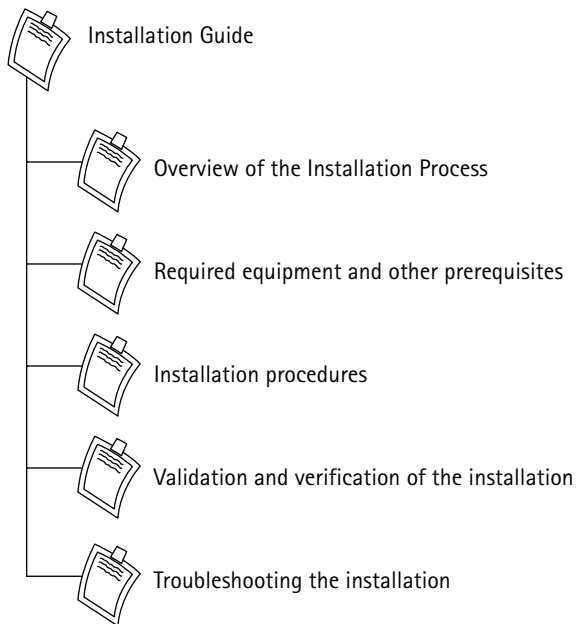 Installation Guide
Overview of the Installation Process
Required equipment and other prerequisites
Installation procedures
Validation and verification of the installation
Troubleshooting the installation